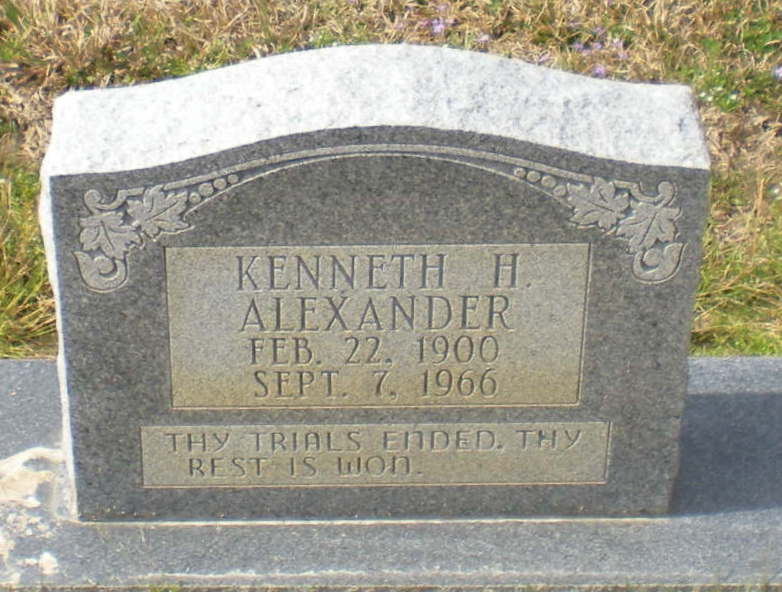 KENNETH H.
ALEXANDER
FEB. 22, 1900
SEPT. 7, 1966
THY TRIALS ENDED, THY
REST IS WON.